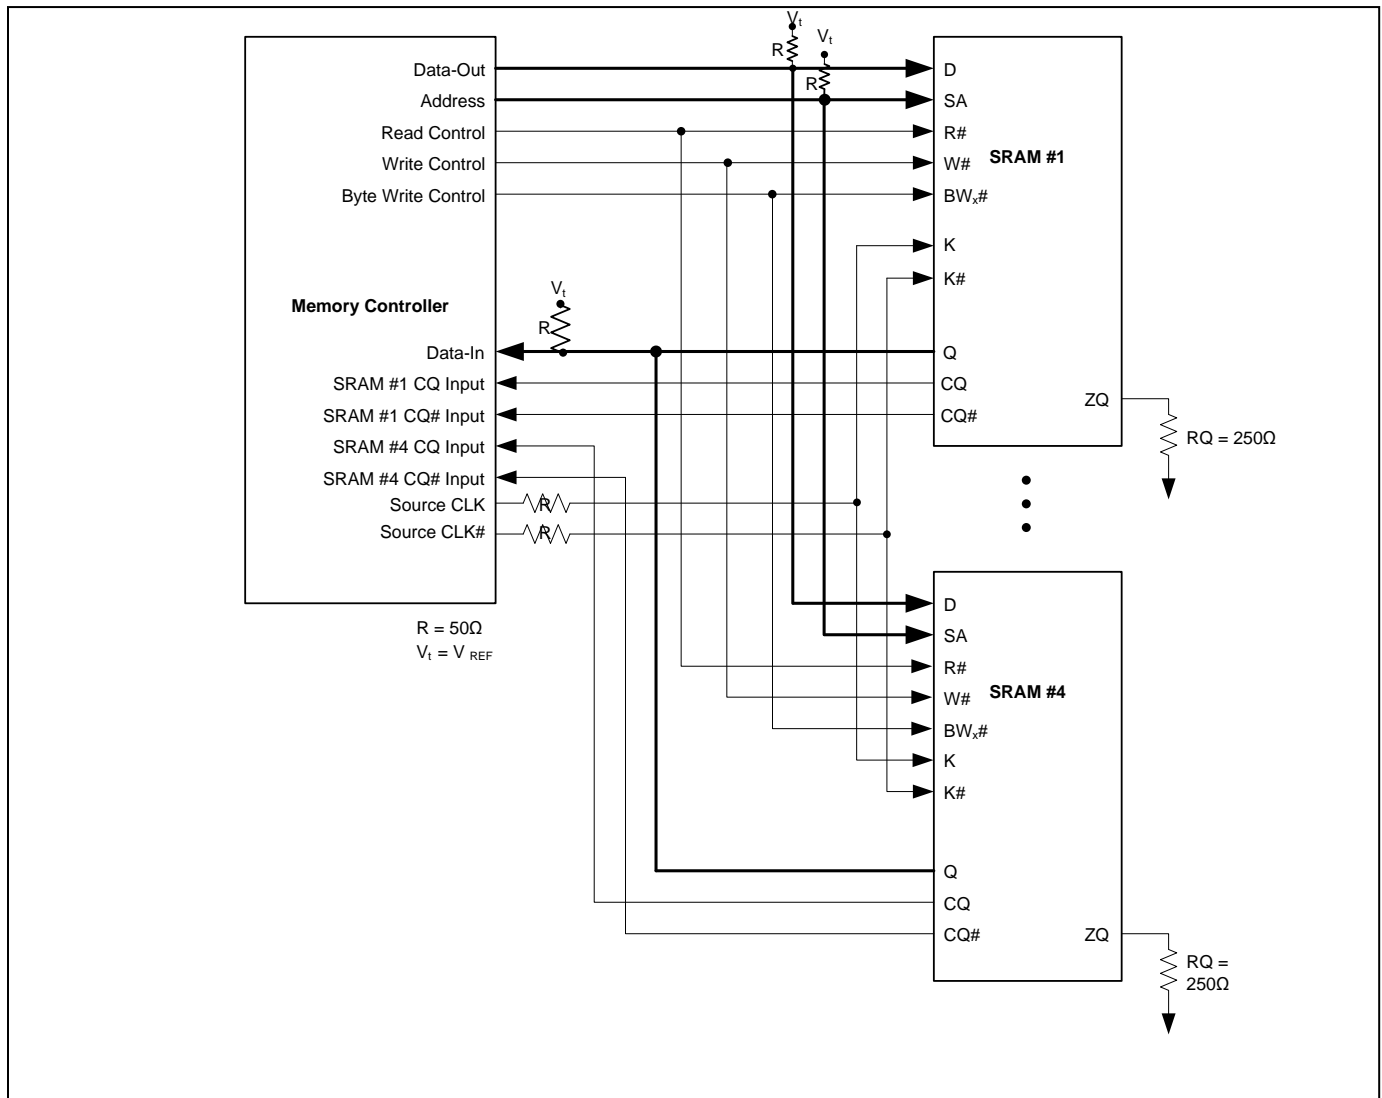 Vt
Vt
R
R
Data-Out
Address
Read Control
Write Control
Byte Write Control
Memory Controller
Vt
R
Data-In
SRAM #1 CQ Input
SRAM #1 CQ# Input
SRAM #4 CQ Input
SRAM #4 CQ# Input
Source CLK
R
Source CLK#
R
R = 50Ω
Vt = V REF
D
SA
R#
SRAM #1
W#
BWx#
K
K#
Q
CQ
CQ#
ZQ
RQ = 250Ω
D
SA
R#
SRAM #4
W#
BWx#
K
K#
Q
CQ
CQ#
ZQ
RQ =
250Ω